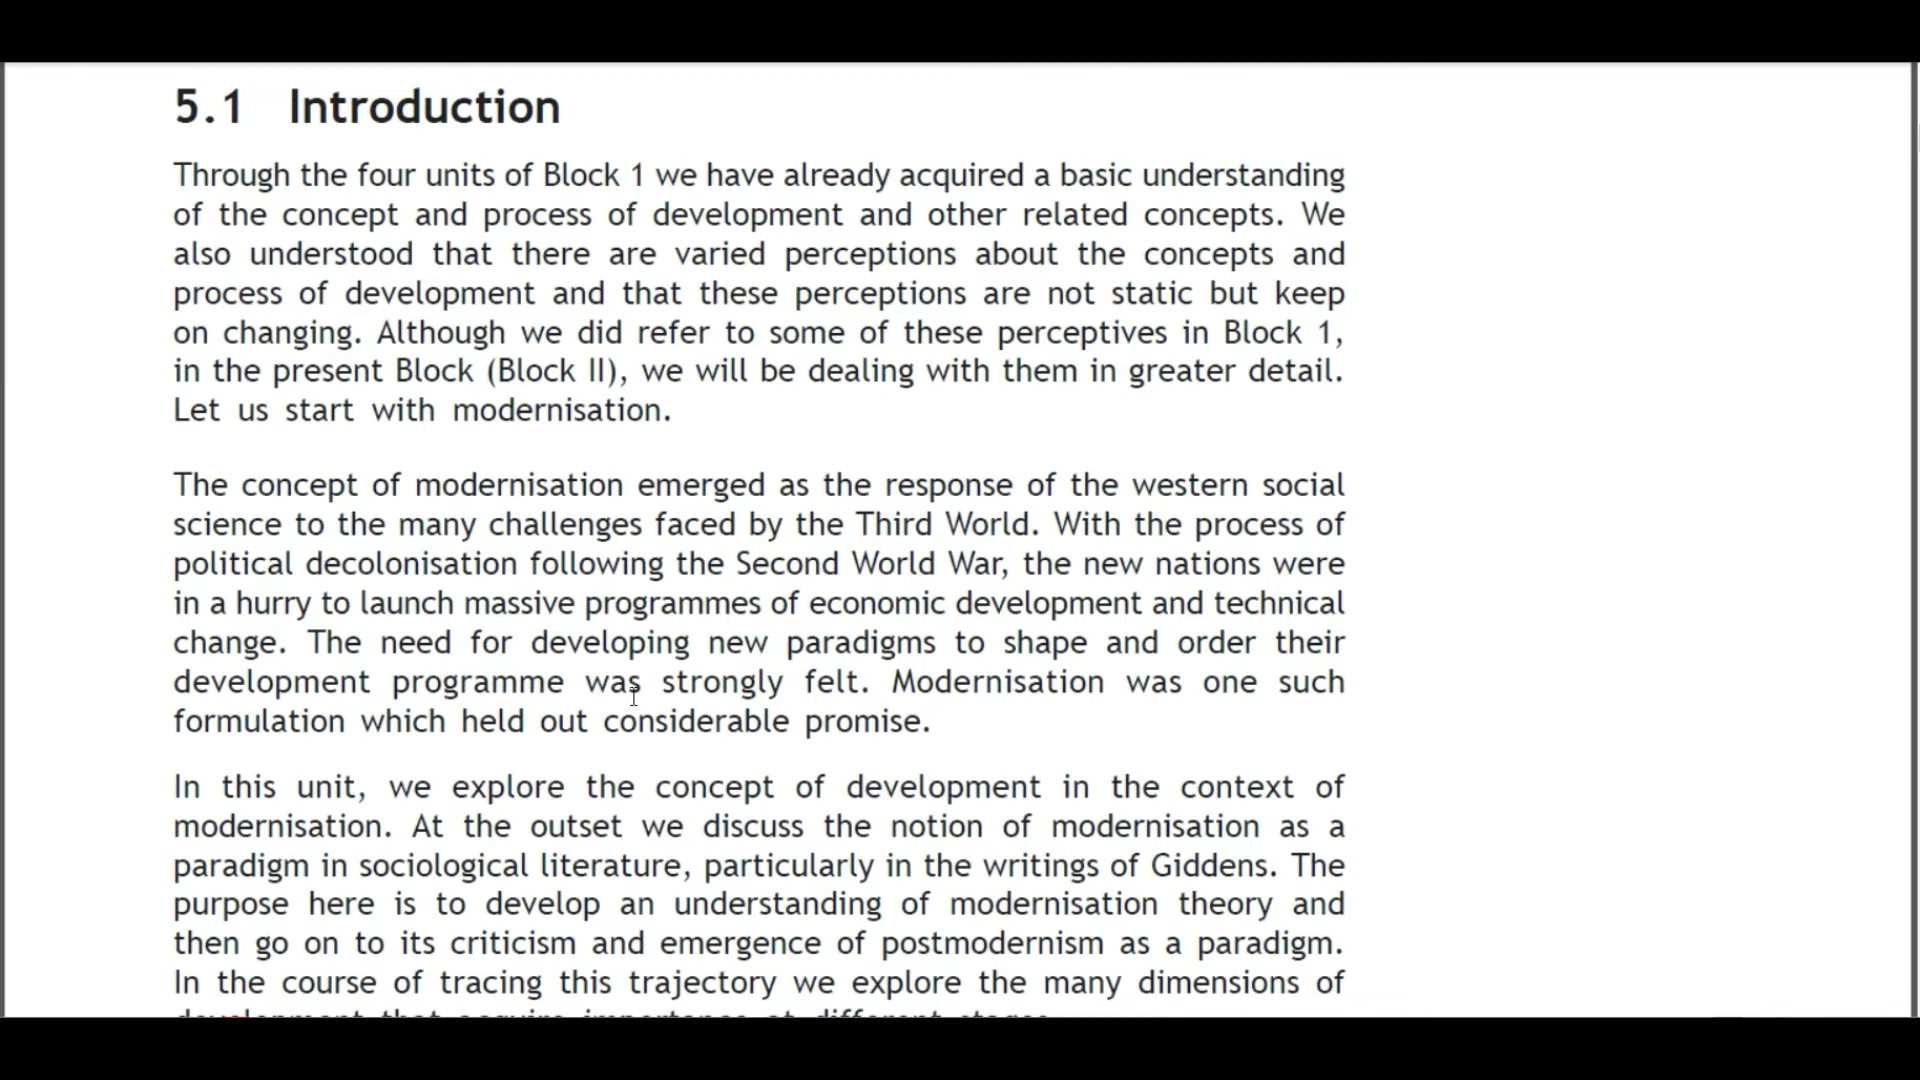 5.1 Introduction
Through the four units of Block 1 we have already acquired a basic understanding
of the concept and process of development and other related concepts. We
also understood that there are varied perceptions about the concepts and
process of development and that these perceptions are not static but keep
on changing. Although we did refer to some of these perceptives in Block 1,
in the present Block (Block II), we will be dealing with them in greater detail.
Let us start with modernisation.
The concept of modernisation emerged as the response of the western social
science to the many challenges faced by the Third World. With the process of
political decolonisation following the Second World War, the new nations were
in a hurry to launch massive programmes of economic development and technical
change. The need for developing new paradigms to shape and order their
development programme was strongly felt. Modernisation was one such
formulation which held out considerable promise.
In this unit, we explore the concept of development in the context of
modernisation. At the outset we discuss the notion of modernisation as a
paradigm in sociological literature, particularly in the writings of Giddens. The
purpose here is to develop an understanding of modernisation theory and
then go on to its criticism and emergence of postmodernism as a paradigm.
In the course of tracing this trajectory we explore the many dimensions of
development that acquire importance at different stages.